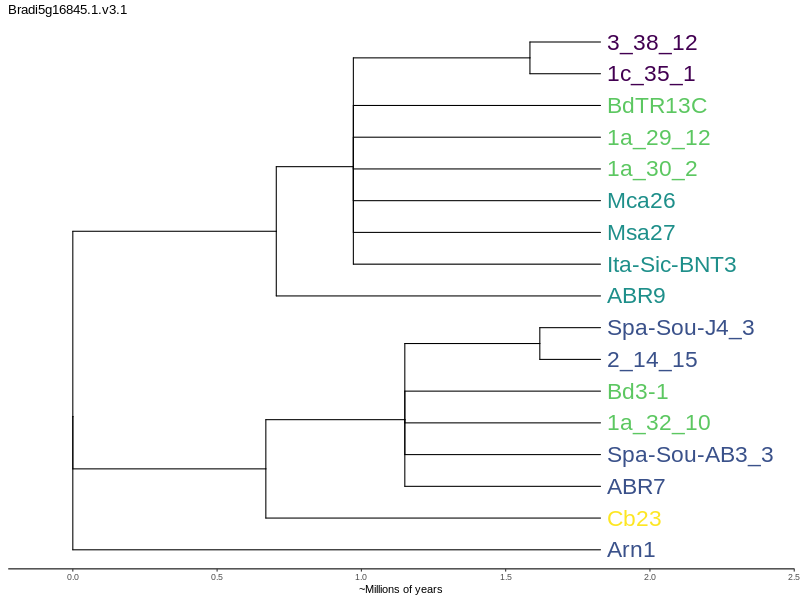 Bradi5g16845.1.v3.1
3_38_12
1c_35_1
BdTR13C
1a_29_12
1a_30_2
Mca26
Msa27
Ita-Sic-BNT3
ABR9
Spa-Sou-J4_3
2_14_15
Bd3-1
1a_32_10
Spa-Sou-AB3_3
ABR7
Cb23
Arn1
0.0 0.5 1.0 1.5 2.0 2.5
~Millions of years